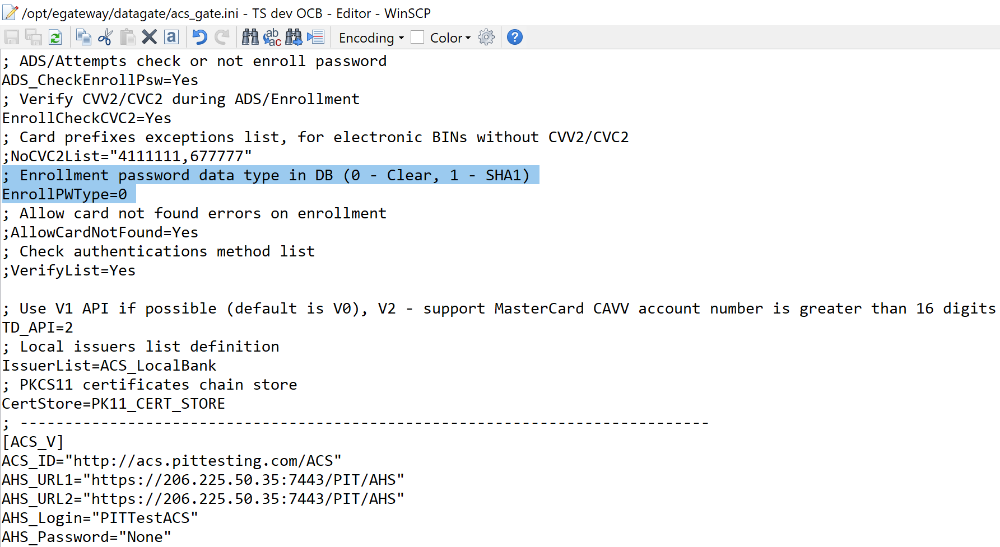 /opt/egateway/datagate/acs_gate.ini - TS dev OCB - Editor - WinSCP
a ab ac Encoding Color ?
; ADS/Attempts check or not enroll password
ADS_CheckEnrollPsw=Yes
; Verify CVV2/CVC2 during ADS/Enrollment
EnrollCheckCVC2=Yes
; Card prefixes exceptions list, for electronic BINs without CVV2/CVC2
;NoCVC2List="4111111,677777"
; Enrollment password data type in DB (0 - Clear, 1 - SHA1)
EnrollPWType=0
; Allow card not found errors on enrollment
;AllowCardNotFound=Yes
; Check authentications method list
;VerifyList=Yes
; Use V1 API if possible (default is V0), V2 - support MasterCard CAVV account number is greater than 16 digits
TD_API=2
; Local issuers list definition
IssuerList=ACS_LocalBank
; PKCS11 certificates chain store
CertStore=PK11_CERT_STORE
; -----------------------------------------------------------------------------
[ACS_V]
ACS_ID="http://acs.pittesting.com/ACS"
AHS_URL1="https://206.225.50.35:7443/PIT/AHS"
AHS_URL2="https://206.225.50.35:7443/PIT/AHS"
AHS_Login="PITTestACS"
AHS_Password="None"